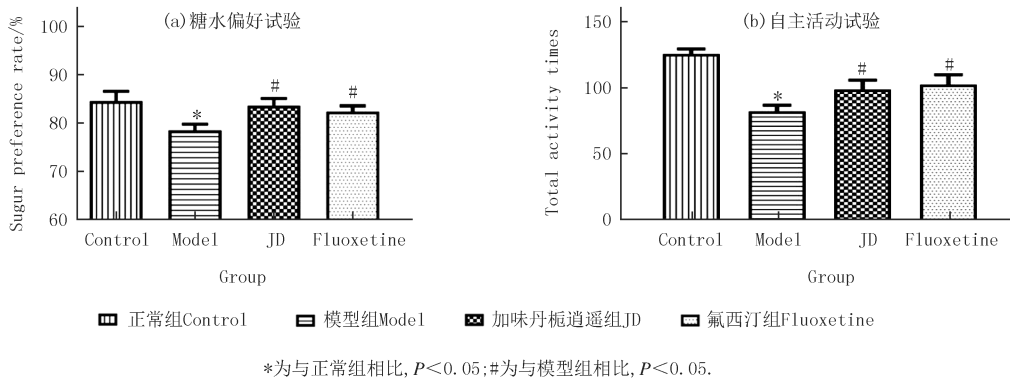 (a)糖水偏好试验
Sugur preference rate/%
100
90
80
70
60
*
#
#
Control Model JD Fluoxetine
Group
(b)自主活动试验
Total activity times
150
100
50
0
*
#
#
Control Model JD Fluoxetine
Group
正常组Control 模型组Model 加味丹栀逍遥组JD 氟西汀组Fluoxetine
*为与正常组相比,P<0.05;#为与模型组相比,P<0.05.